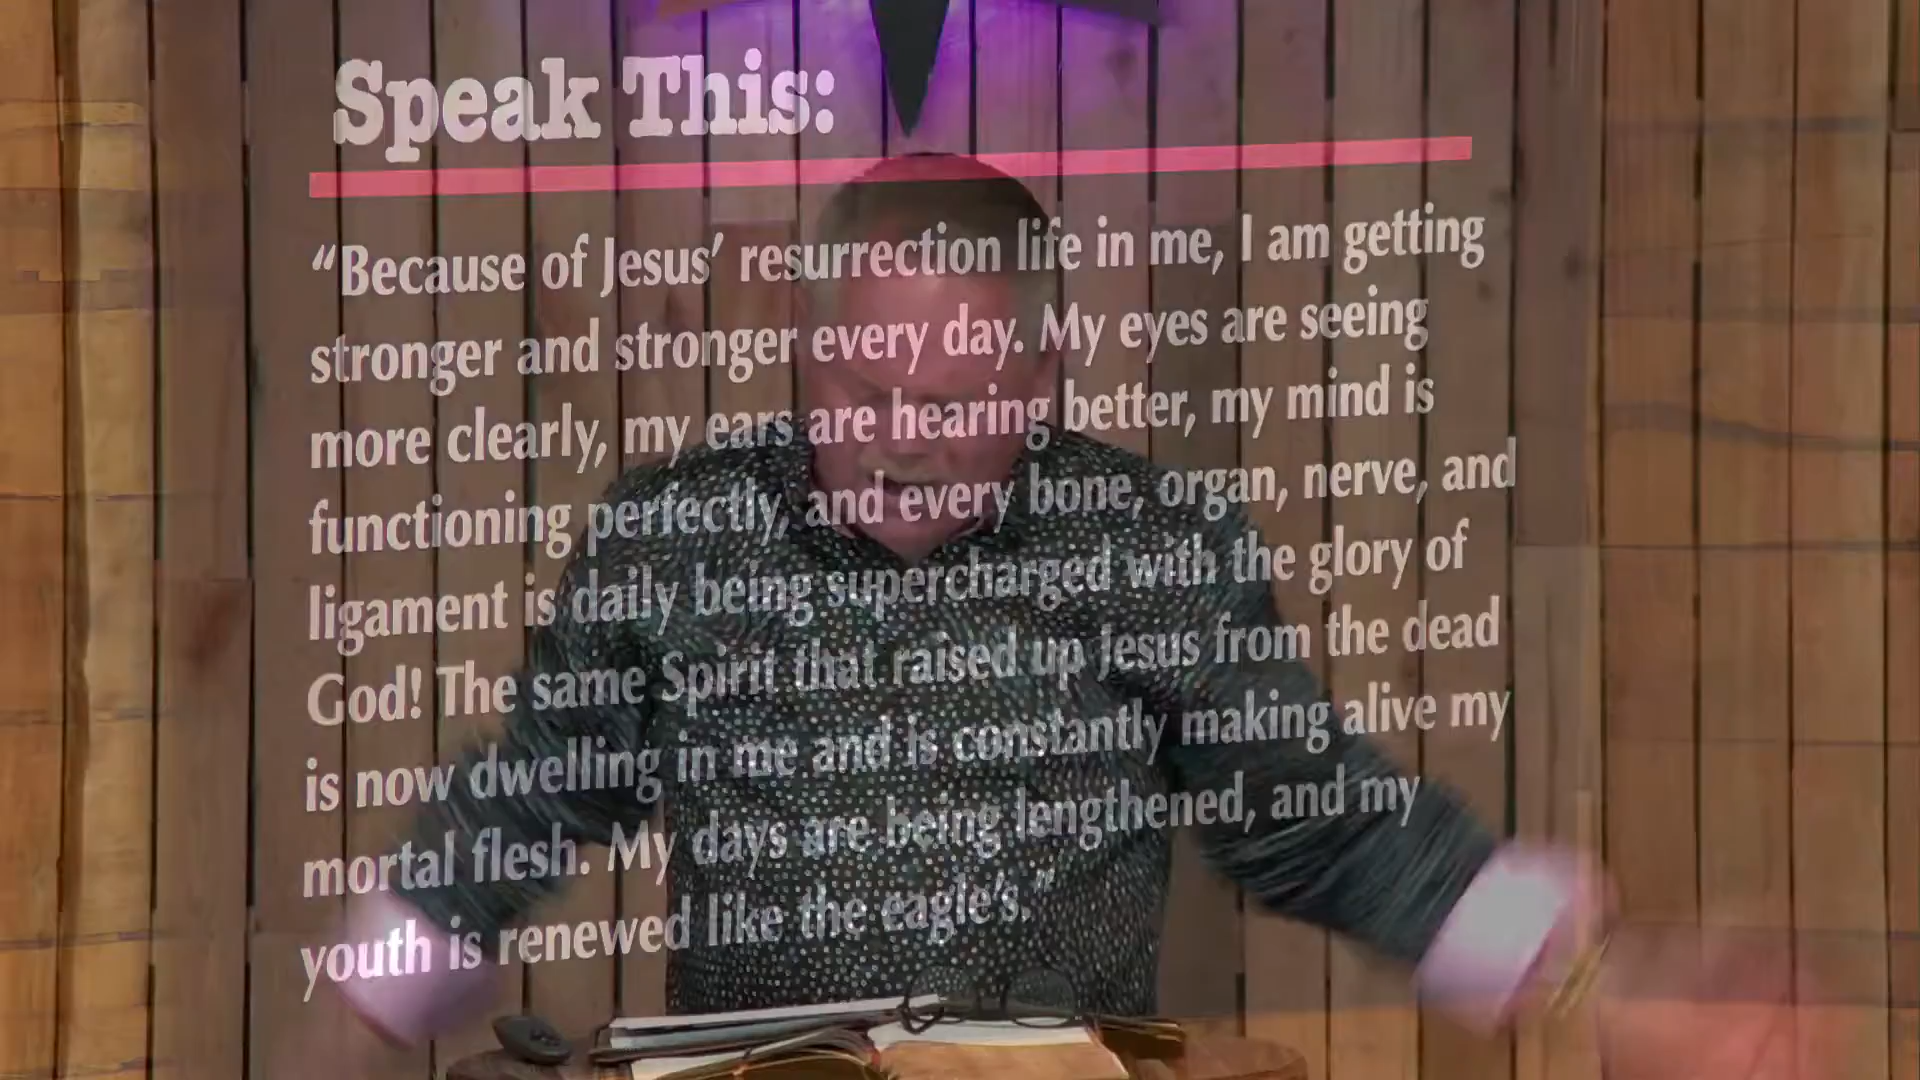 Speak This:
“Because of Jesus’ resurrection life in me, I am getting
stronger and stronger every day. My eyes are seeing
more clearly, my ears are hearing better, my mind is
functioning perfectly, and every bone, organ, nerve, and
ligament is daily being supercharged with the glory of
God! The same Spirit that raised up Jesus from the dead
is now dwelling in me and is constantly making alive my
mortal flesh. My days are being lengthened, and my
youth is renewed like the eagle’s.”